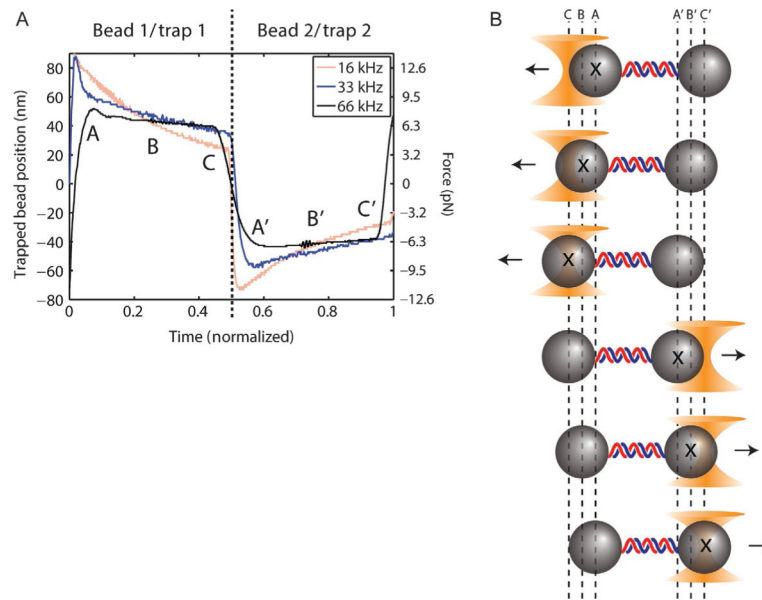 A
Bead 1/trap 1
Bead 2/trap 2
16 kHz
33 kHz
66 kHz
Trapped bead position (nm)
80
60
40
20
0
−20
−40
−60
−80
12.6
9.5
6.3
3.2
0
−3.2
−6.3
−9.5
−12.6
Force (pN)
A
B
C
A′
B′
C′
0
0.2
0.4
0.6
0.8
1
Time (normalized)
B
C B A A′ B′ C′
X
X
X
X
X
X